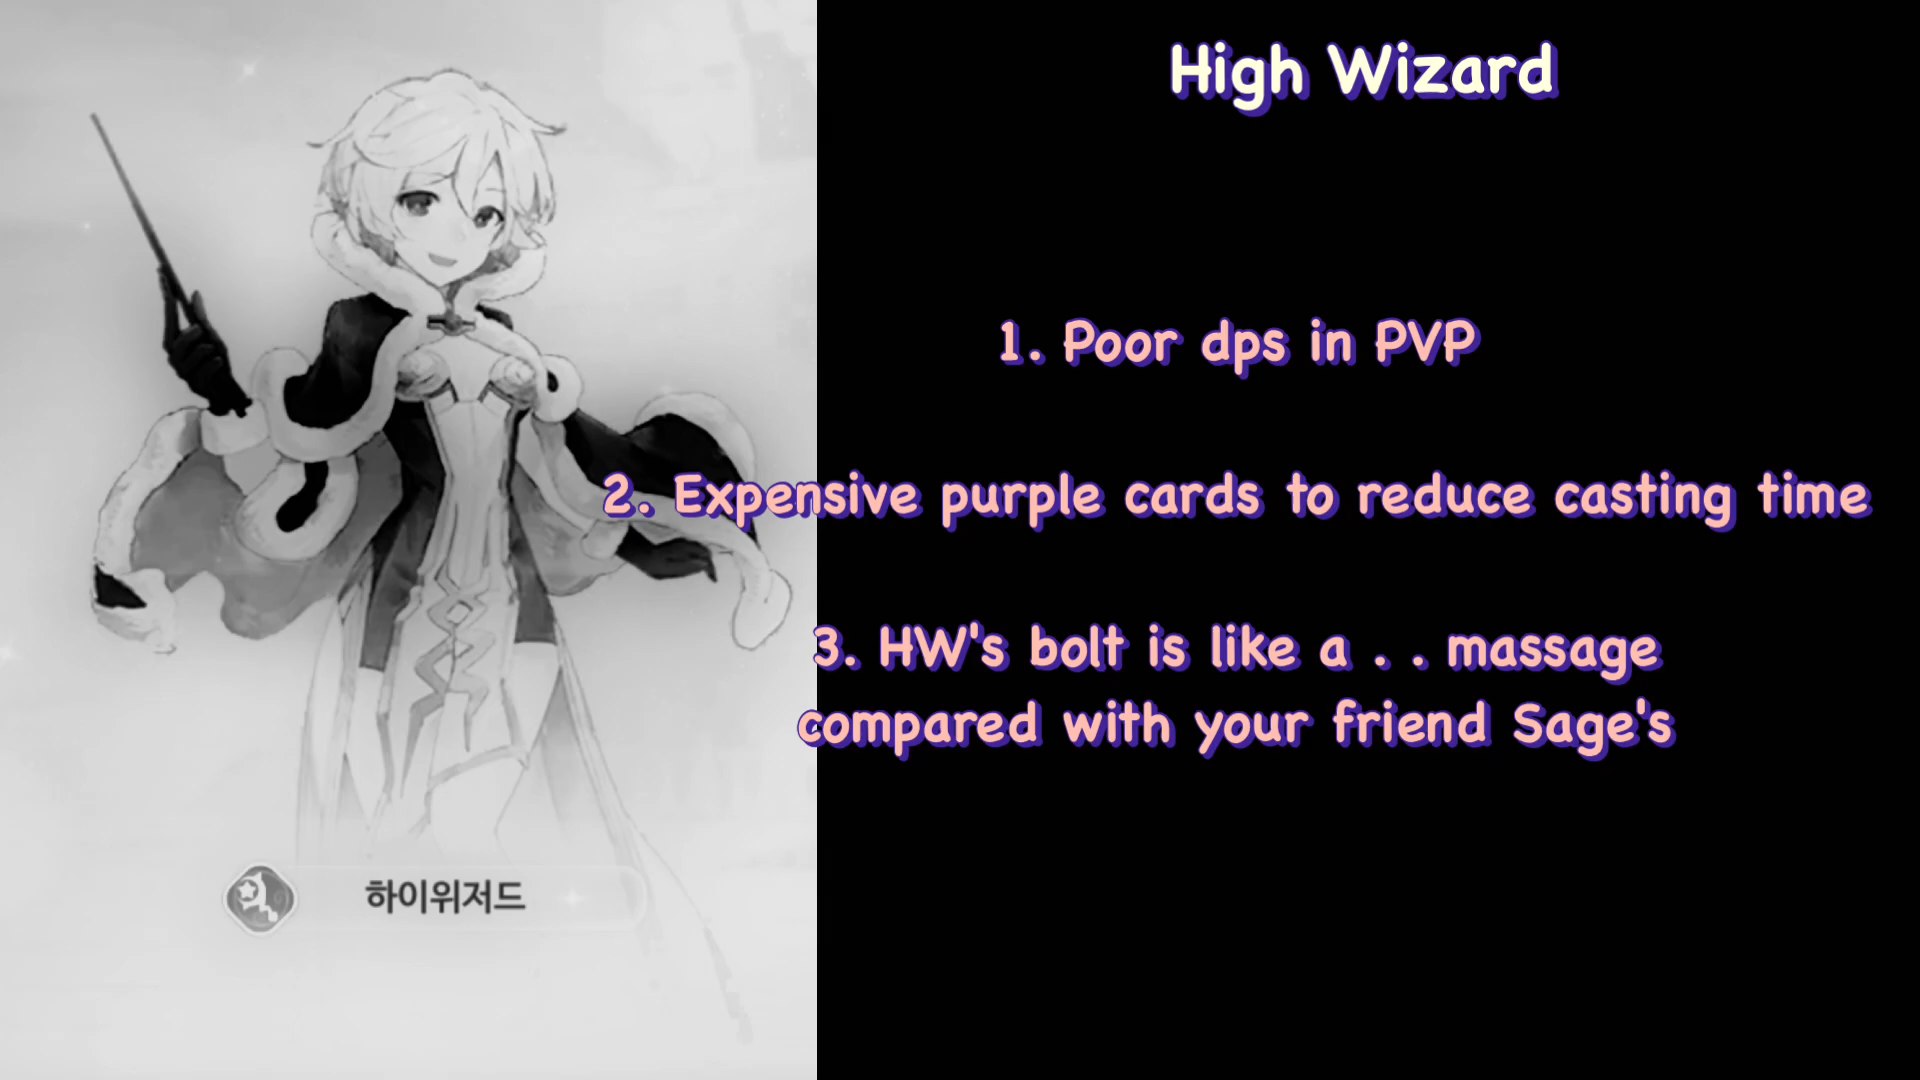 High Wizard
1. Poor dps in PVP
2. Expensive purple cards to reduce casting time
3. HW's bolt is like a . . massage
compared with your friend Sage's
하이위저드